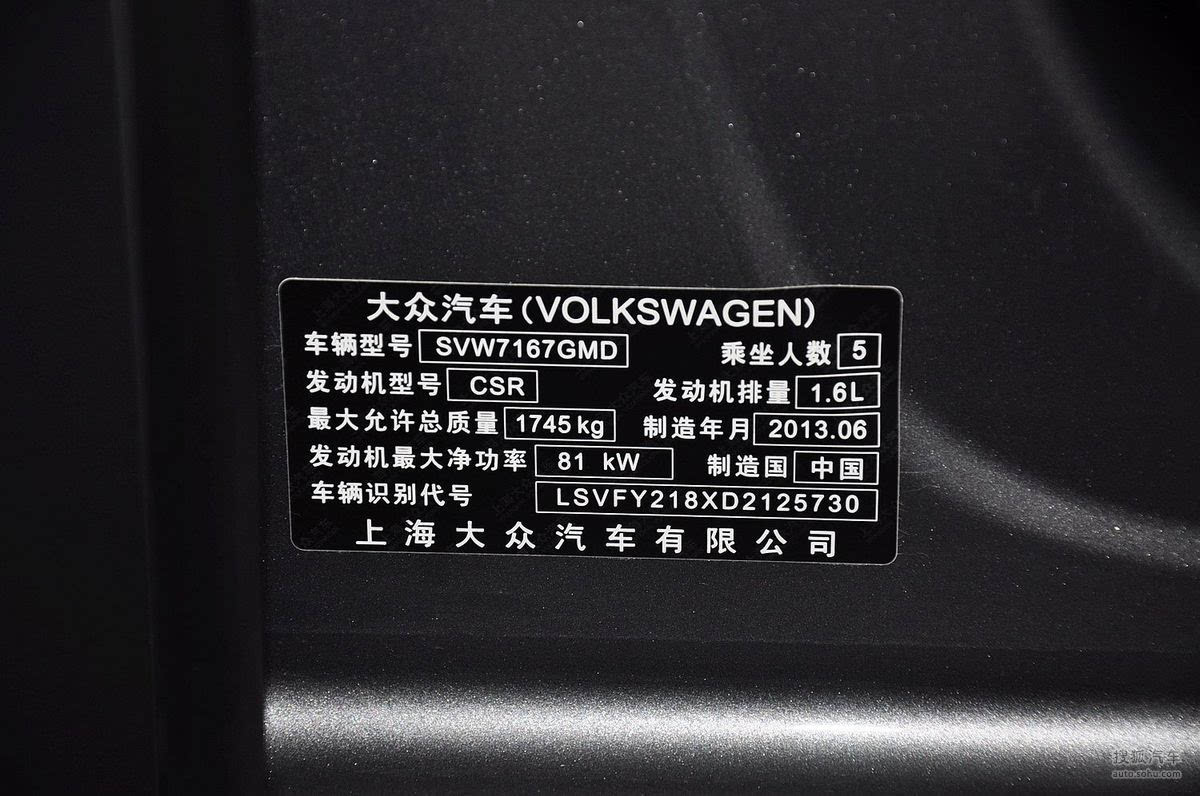 大众汽车(VOLKSWAGEN)
车辆型号 SVW7167GMD 乘坐人数 5
发动机型号 CSR 发动机排量 1.6L
最大允许总质量 1745 kg 制造年月 2013.06
发动机最大净功率 81 kW 制造国 中国
车辆识别代号 LSVFY218XD2125730
上海大众汽车有限公司
搜狐汽车
auto.sohu.com